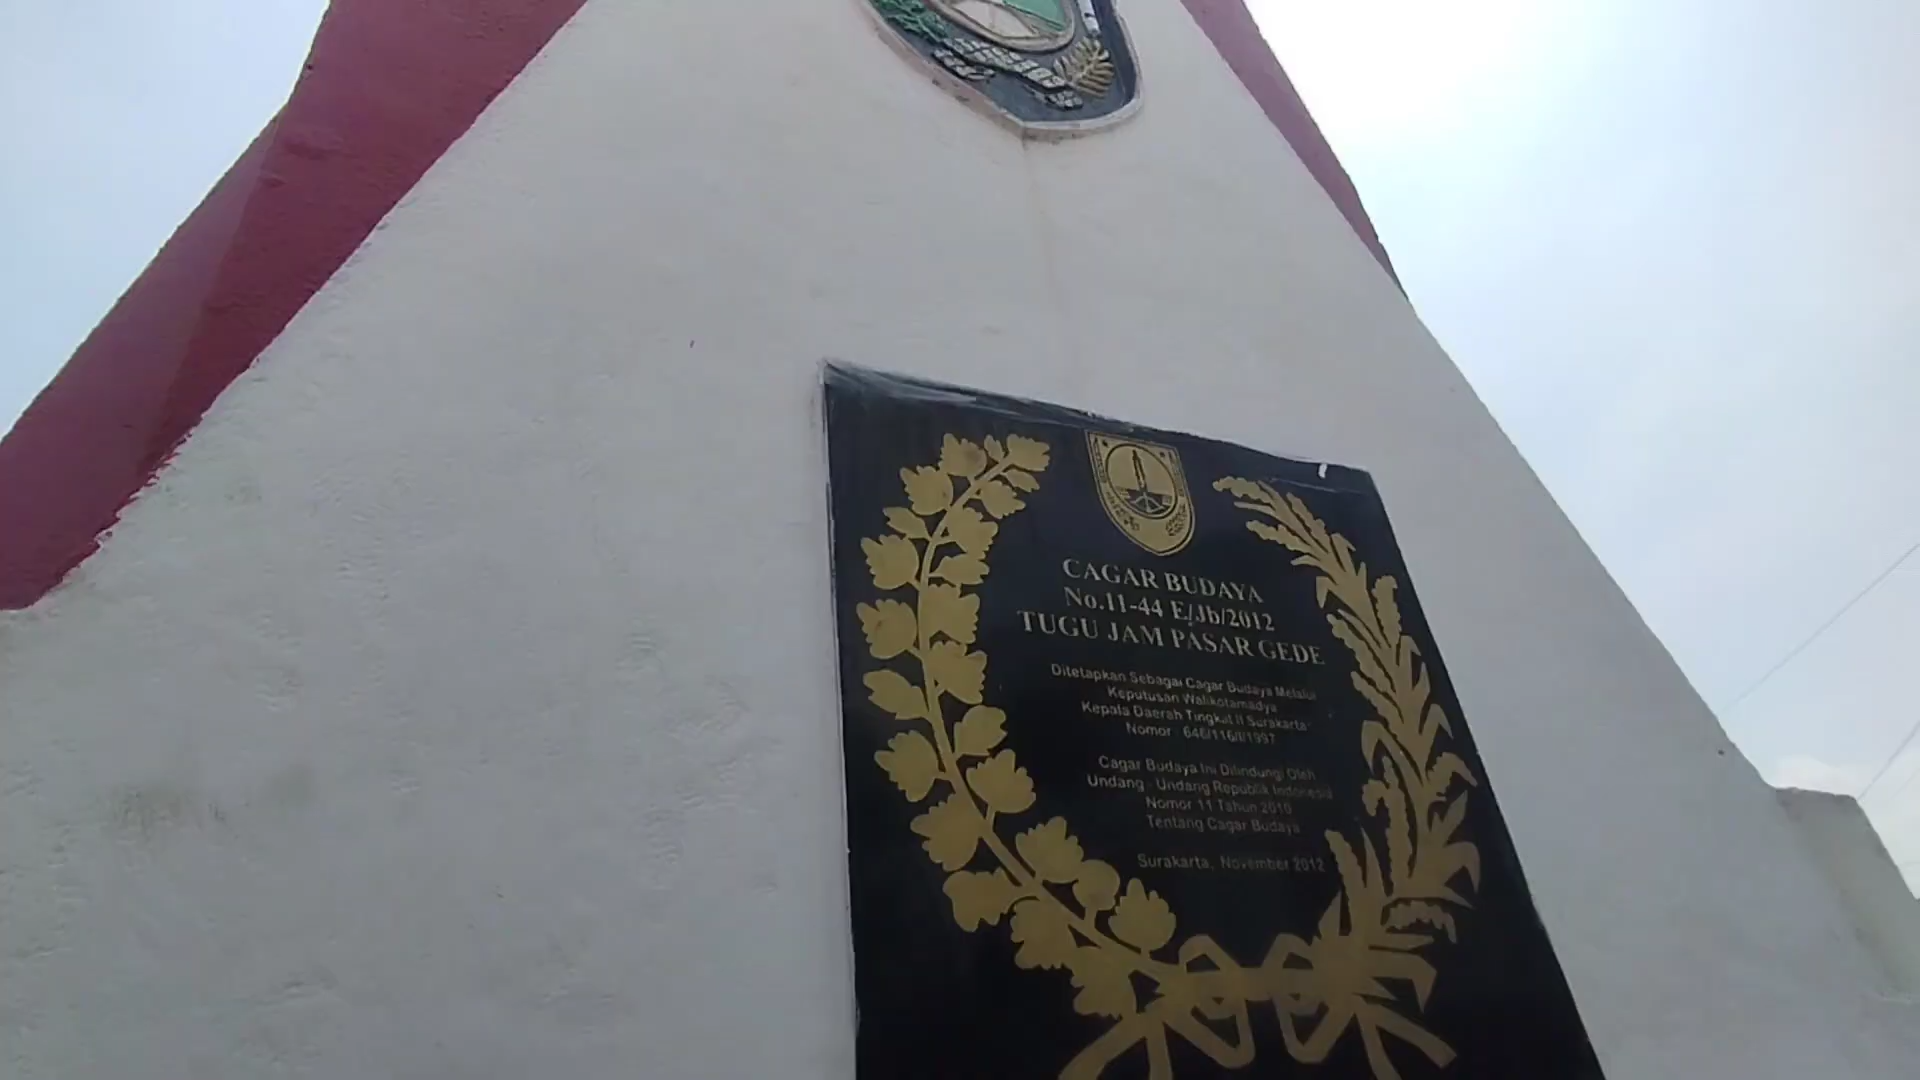 CAGAR BUDAYA
No.11-44 E/Jb/2012
TUGU JAM PASAR GEDE
Ditetapkan Sebagai Cagar Budaya Melalui
Keputusan Walikotamadya
Kepala Daerah Tingkat II Surakarta
Nomor : 646/116/I/1997
Cagar Budaya Ini Dilindungi Oleh
Undang - Undang Republik Indonesia
Nomor 11 Tahun 2010
Tentang Cagar Budaya
Surakarta, November 2012